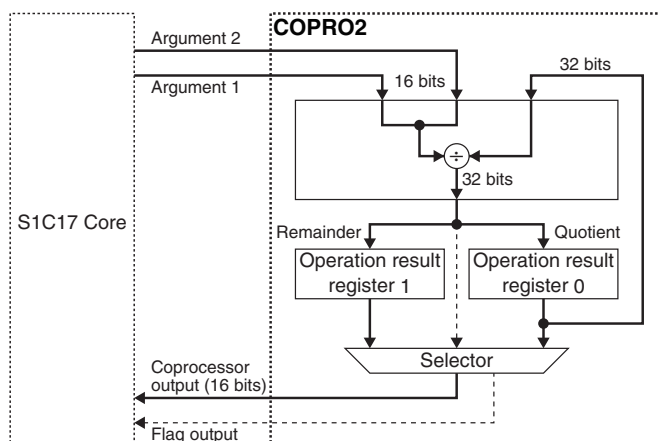 COPRO2
Argument 2
Argument 1
16 bits
32 bits
÷
32 bits
S1C17 Core
Remainder
Quotient
Operation result
register 1
Operation result
register 0
Selector
Coprocessor
output (16 bits)
Flag output